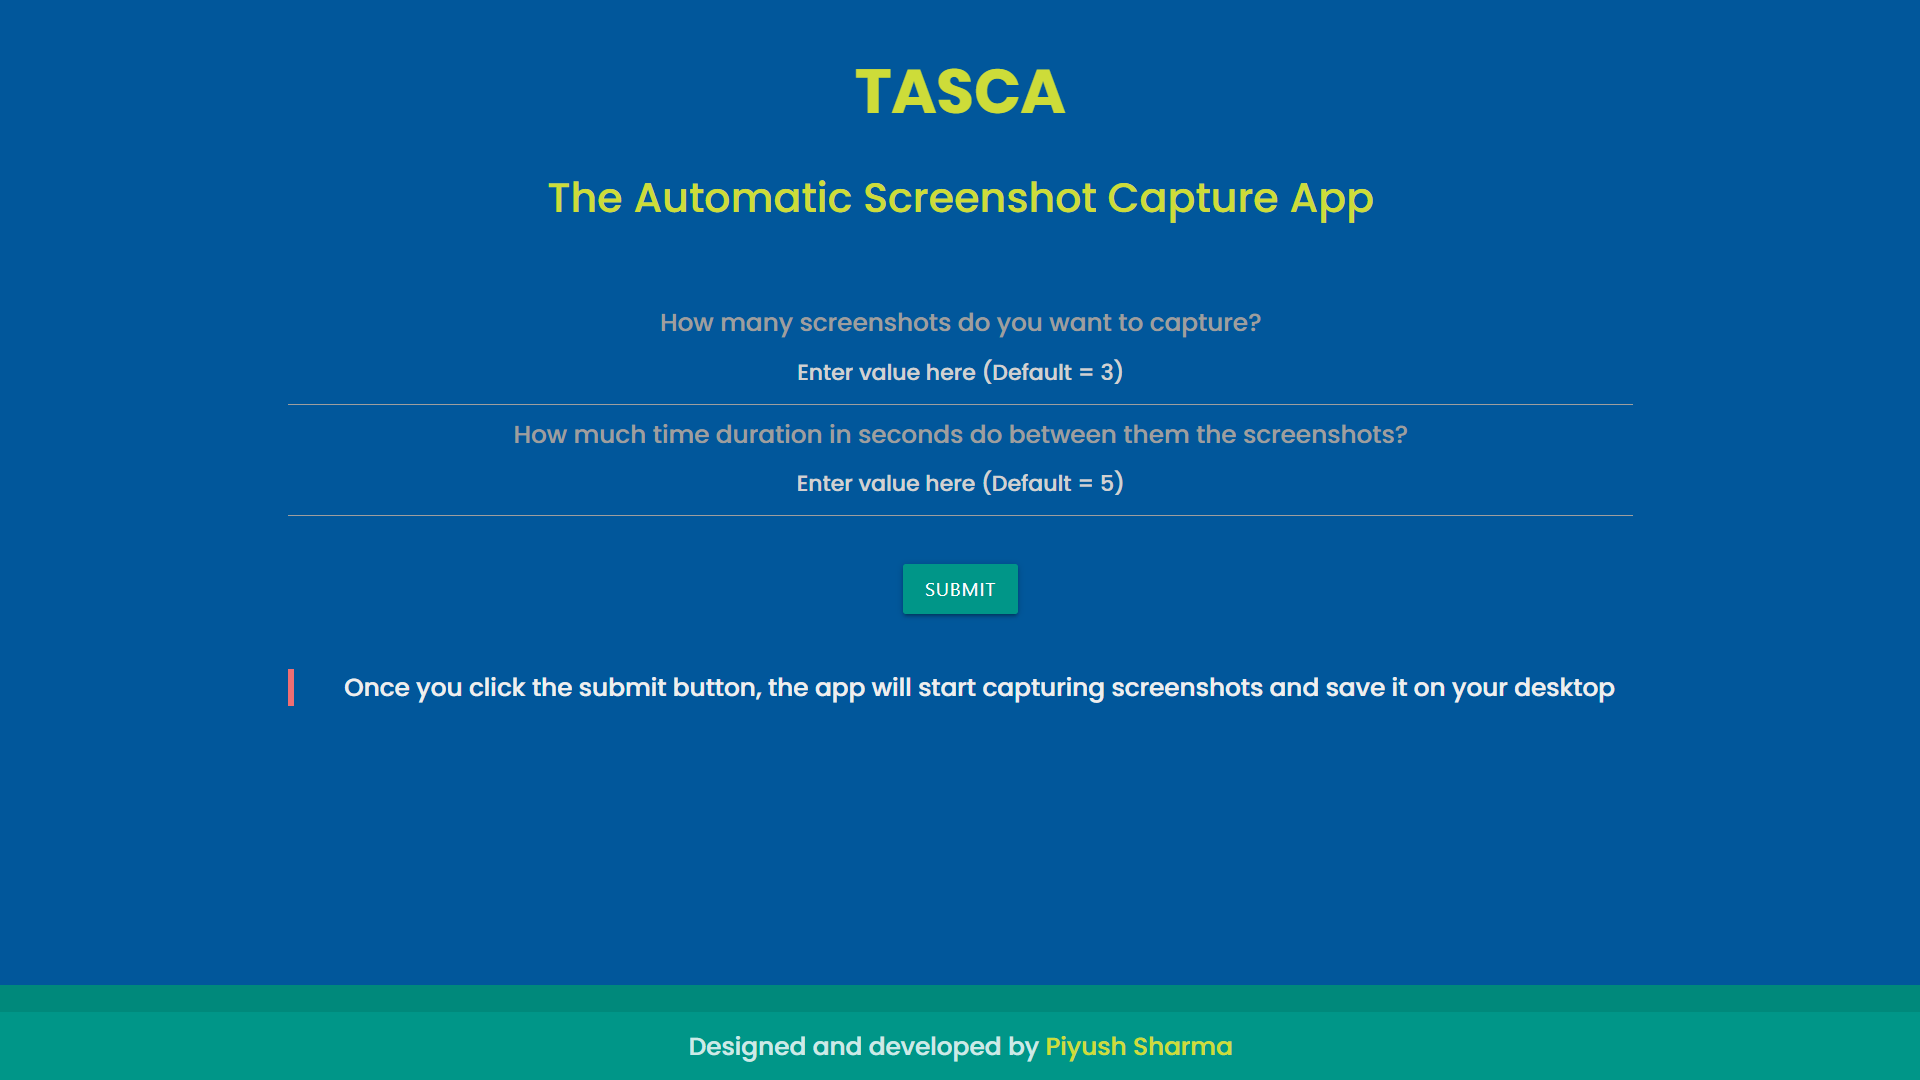 TASCA
The Automatic Screenshot Capture App
How many screenshots do you want to capture?
Enter value here (Default = 3)
How much time duration in seconds do between them the screenshots?
Enter value here (Default = 5)
SUBMIT
Once you click the submit button, the app will start capturing screenshots and save it on your desktop
Designed and developed by Piyush Sharma